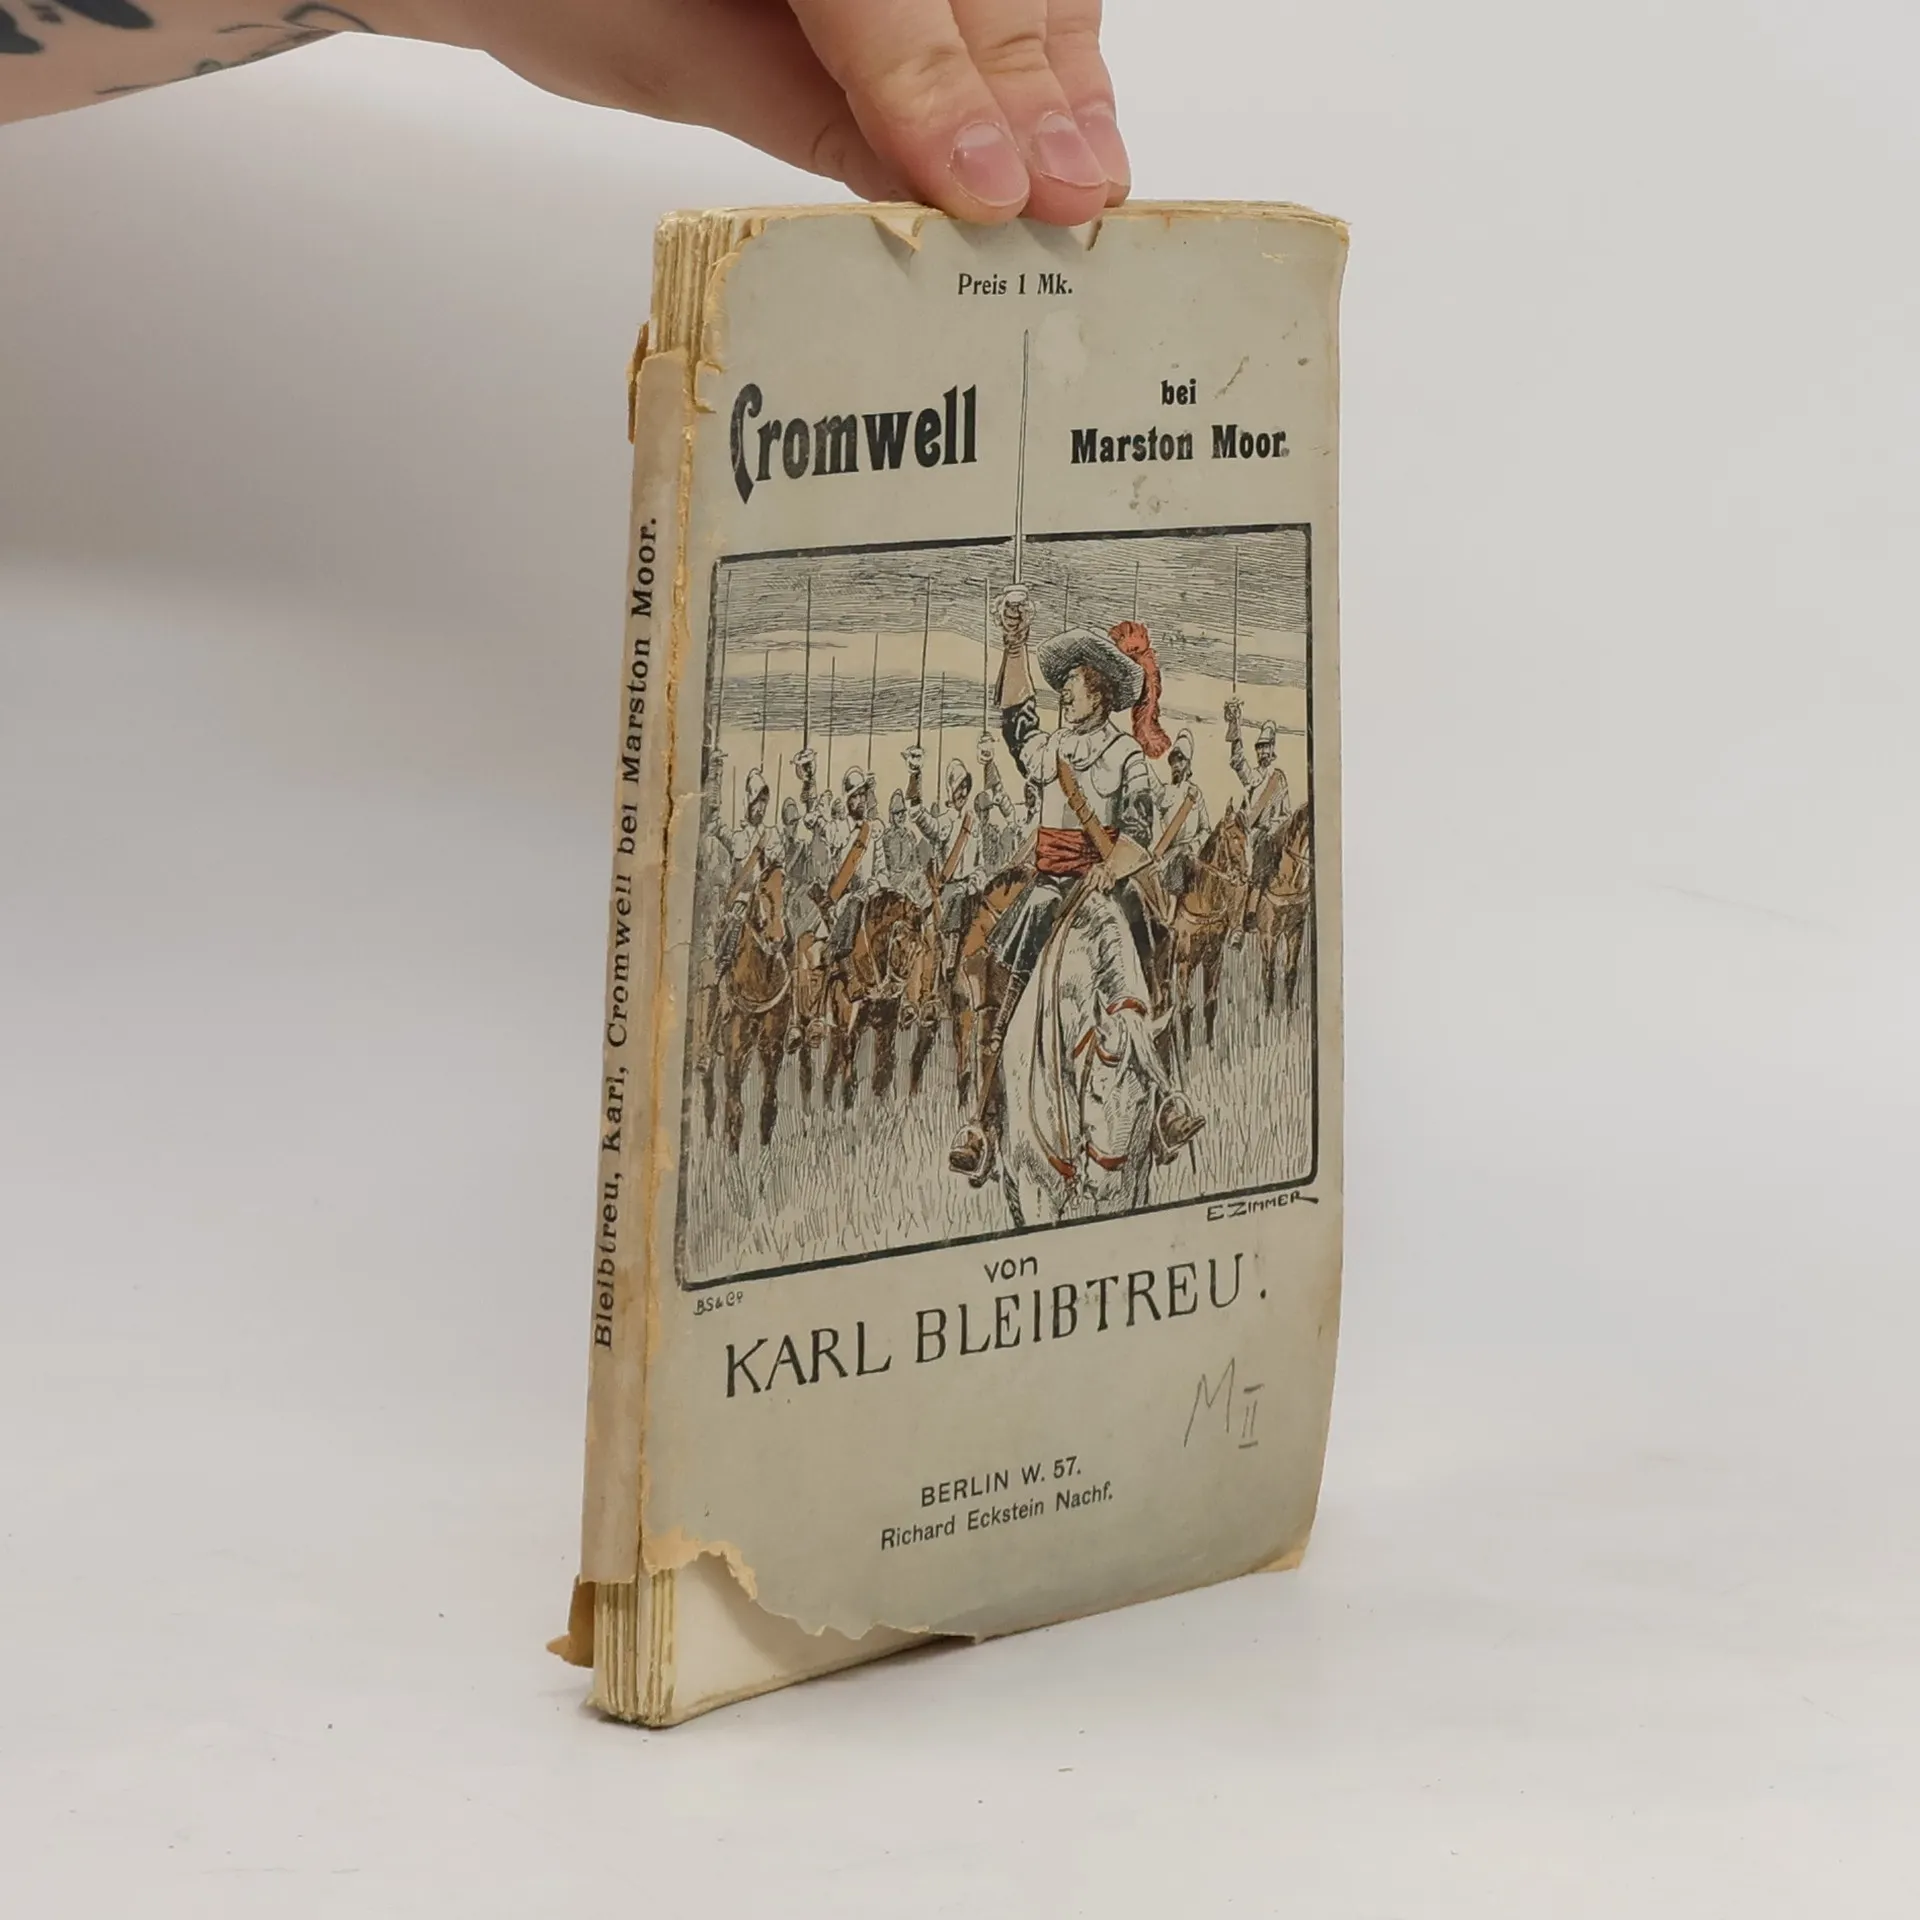 Preis 1 Mk.
Cromwell
bei
Marston Moor.
E. ZIMMER
B.S & Co
von
KARL BLEIBTREU.
M II
BERLIN W. 57.
Richard Eckstein Nachf.
Bleibtreu, Karl, Cromwell bei Marston Moor.